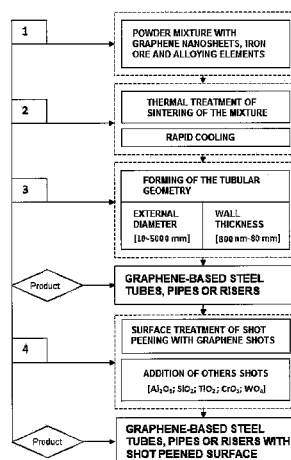 1
POWDER MIXTURE WITH
GRAPHENE NANOSHEETS, IRON
ORE AND ALLOYING ELEMENTS
2
THERMAL TREATMENT OF
SINTERING OF THE MIXTURE
RAPID COOLING
3
FORMING OF THE TUBULAR
GEOMETRY
EXTERNAL
DIAMETER
[10~5000 mm]
WALL
THICKNESS
[800 nm-80 mm]
Product
GRAPHENE-BASED STEEL
TUBES, PIPES OR RISERS
4
SURFACE TREATMENT OF SHOT
PEENING WITH GRAPHENE SHOTS
ADDITION OF OTHERS SHOTS
[Al₂O₃; SiO₂; TiO₂; CrO₂; WO₃]
Product
GRAPHENE-BASED STEEL
TUBES, PIPES OR RISERS WITH
SHOT PEENED SURFACE